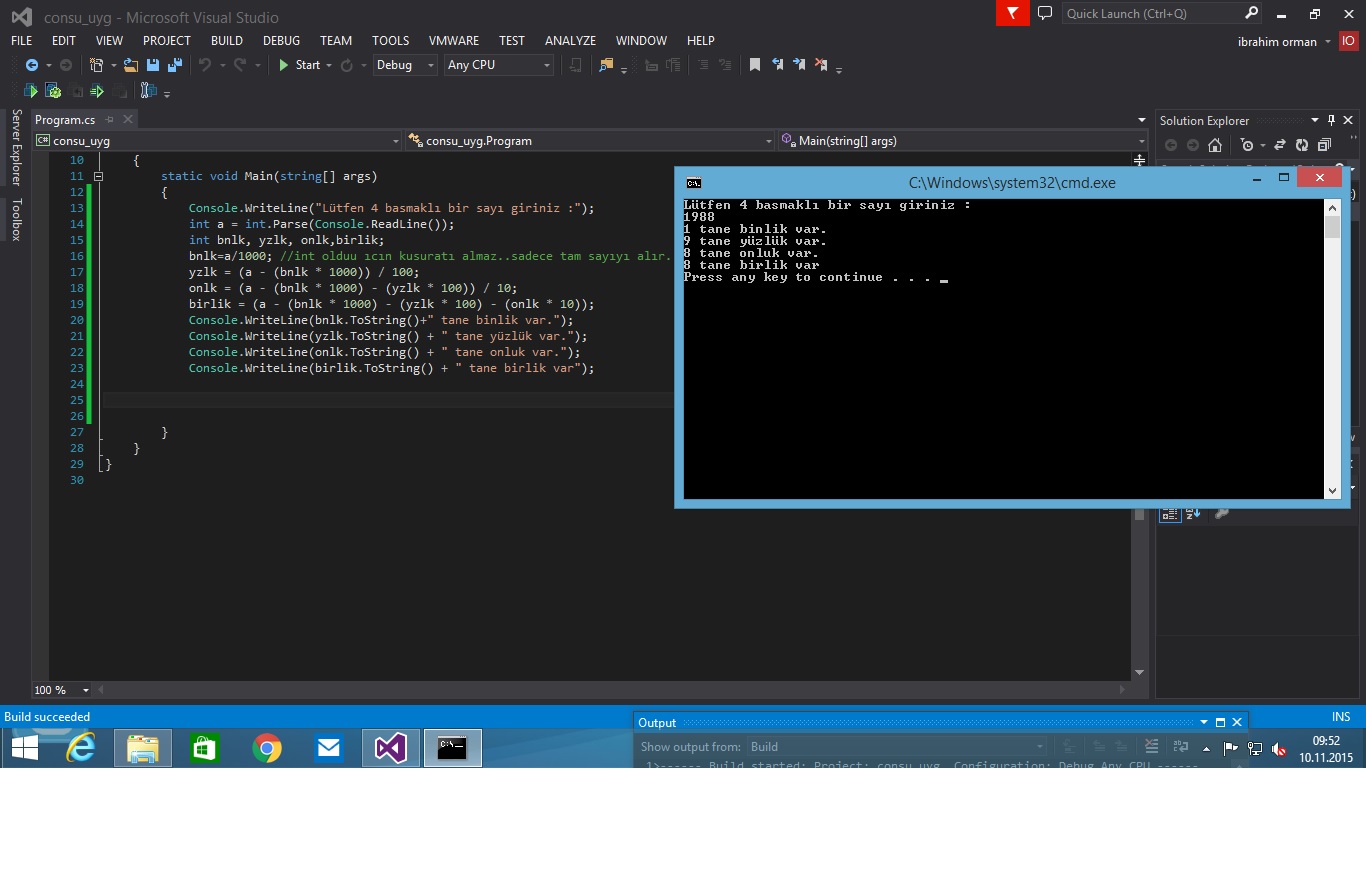 consu_uyg - Microsoft Visual Studio
Quick Launch (Ctrl+Q)
FILE EDIT VIEW PROJECT BUILD DEBUG TEAM TOOLS VMWARE TEST ANALYZE WINDOW HELP
ibrahim orman IO
Start Debug Any CPU
Server Explorer
Toolbox
Program.cs
consu_uyg
consu_uyg.Program
Main(string[] args)
10 {
11 static void Main(string[] args)
12 {
13 Console.WriteLine("Lütfen 4 basmaklı bir sayı giriniz :");
14 int a = int.Parse(Console.ReadLine());
15 int bnlk, yzlk, onlk,birlik;
16 bnlk=a/1000; //int olduu ıcın kusuratı almaz..sadece tam sayıyı alır.
17 yzlk = (a - (bnlk * 1000)) / 100;
18 onlk = (a - (bnlk * 1000) - (yzlk * 100)) / 10;
19 birlik = (a - (bnlk * 1000) - (yzlk * 100) - (onlk * 10));
20 Console.WriteLine(bnlk.ToString()+" tane binlik var.");
21 Console.WriteLine(yzlk.ToString() + " tane yüzlük var.");
22 Console.WriteLine(onlk.ToString() + " tane onluk var.");
23 Console.WriteLine(birlik.ToString() + " tane birlik var");
24
25
26
27 }
28 }
29 }
30
100 %
Solution Explorer
C:\Windows\system32\cmd.exe
Lütfen 4 basmaklı bir sayı giriniz :
1988
1 tane binlik var.
9 tane yüzlük var.
8 tane onluk var.
8 tane birlik var
Press any key to continue . . . _
Build succeeded
INS
Output
Show output from: Build
1>------ Build started: Project: consu_uyg, Configuration: Debug Any CPU ------
09:52
10.11.2015